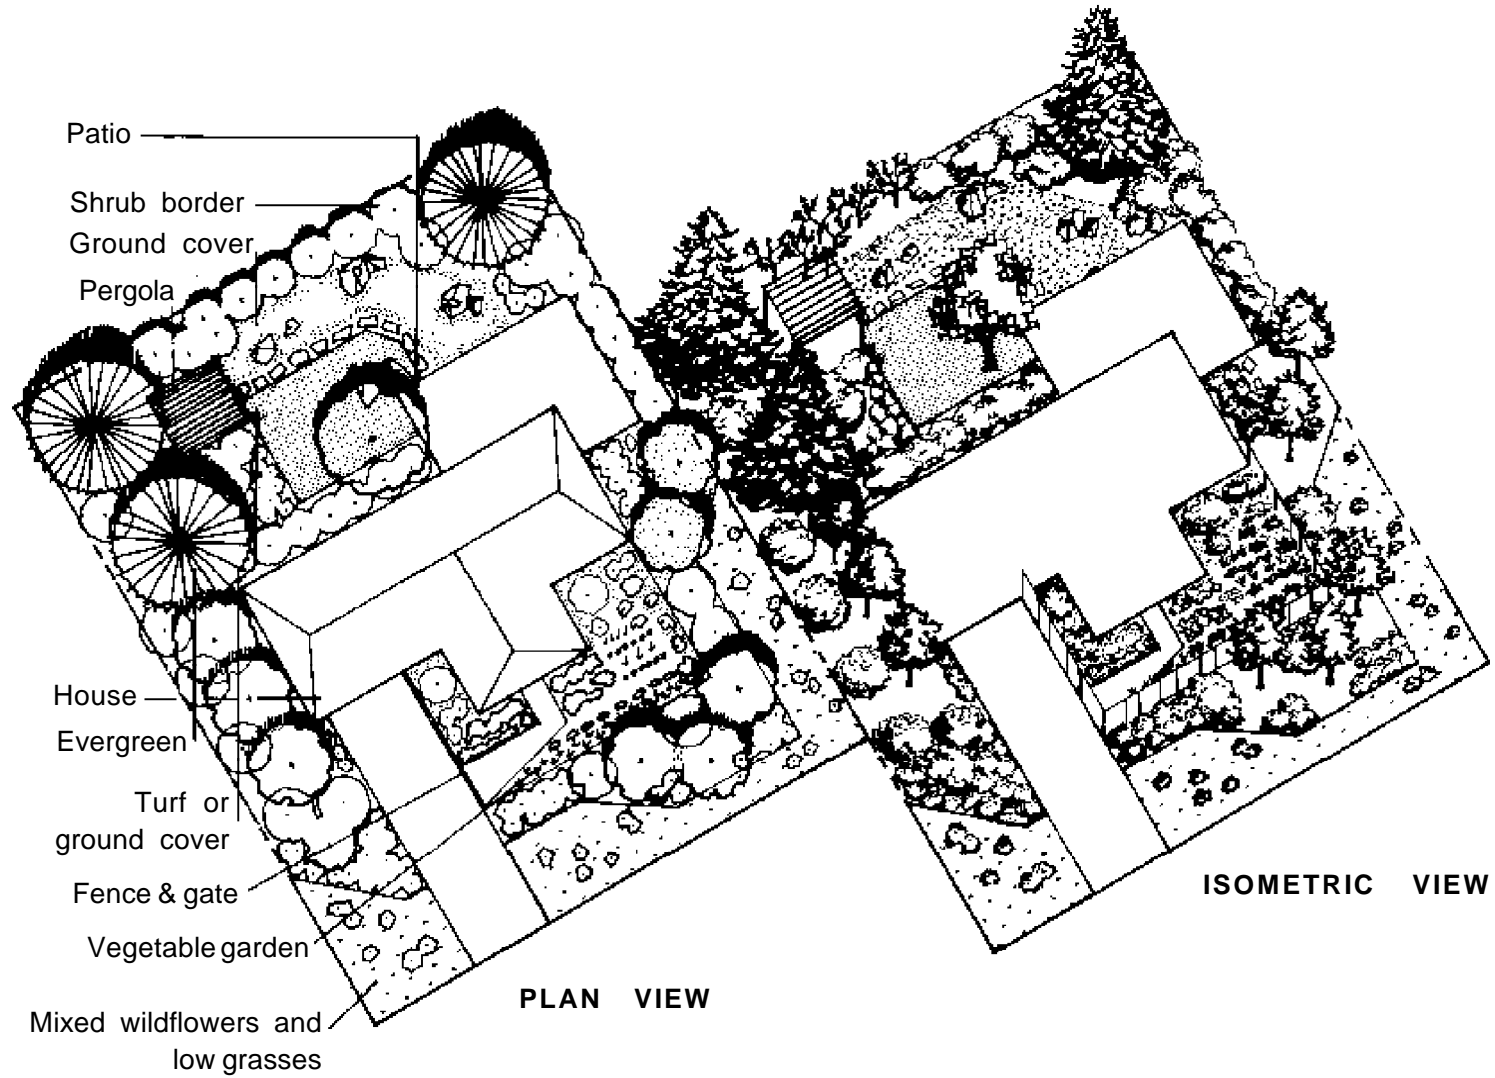 Patio
Shrub border
Ground cover
Pergola
House
Evergreen
Turf or
ground cover
Fence & gate
Vegetable garden
Mixed wildflowers and
low grasses
PLAN VIEW
ISOMETRIC VIEW